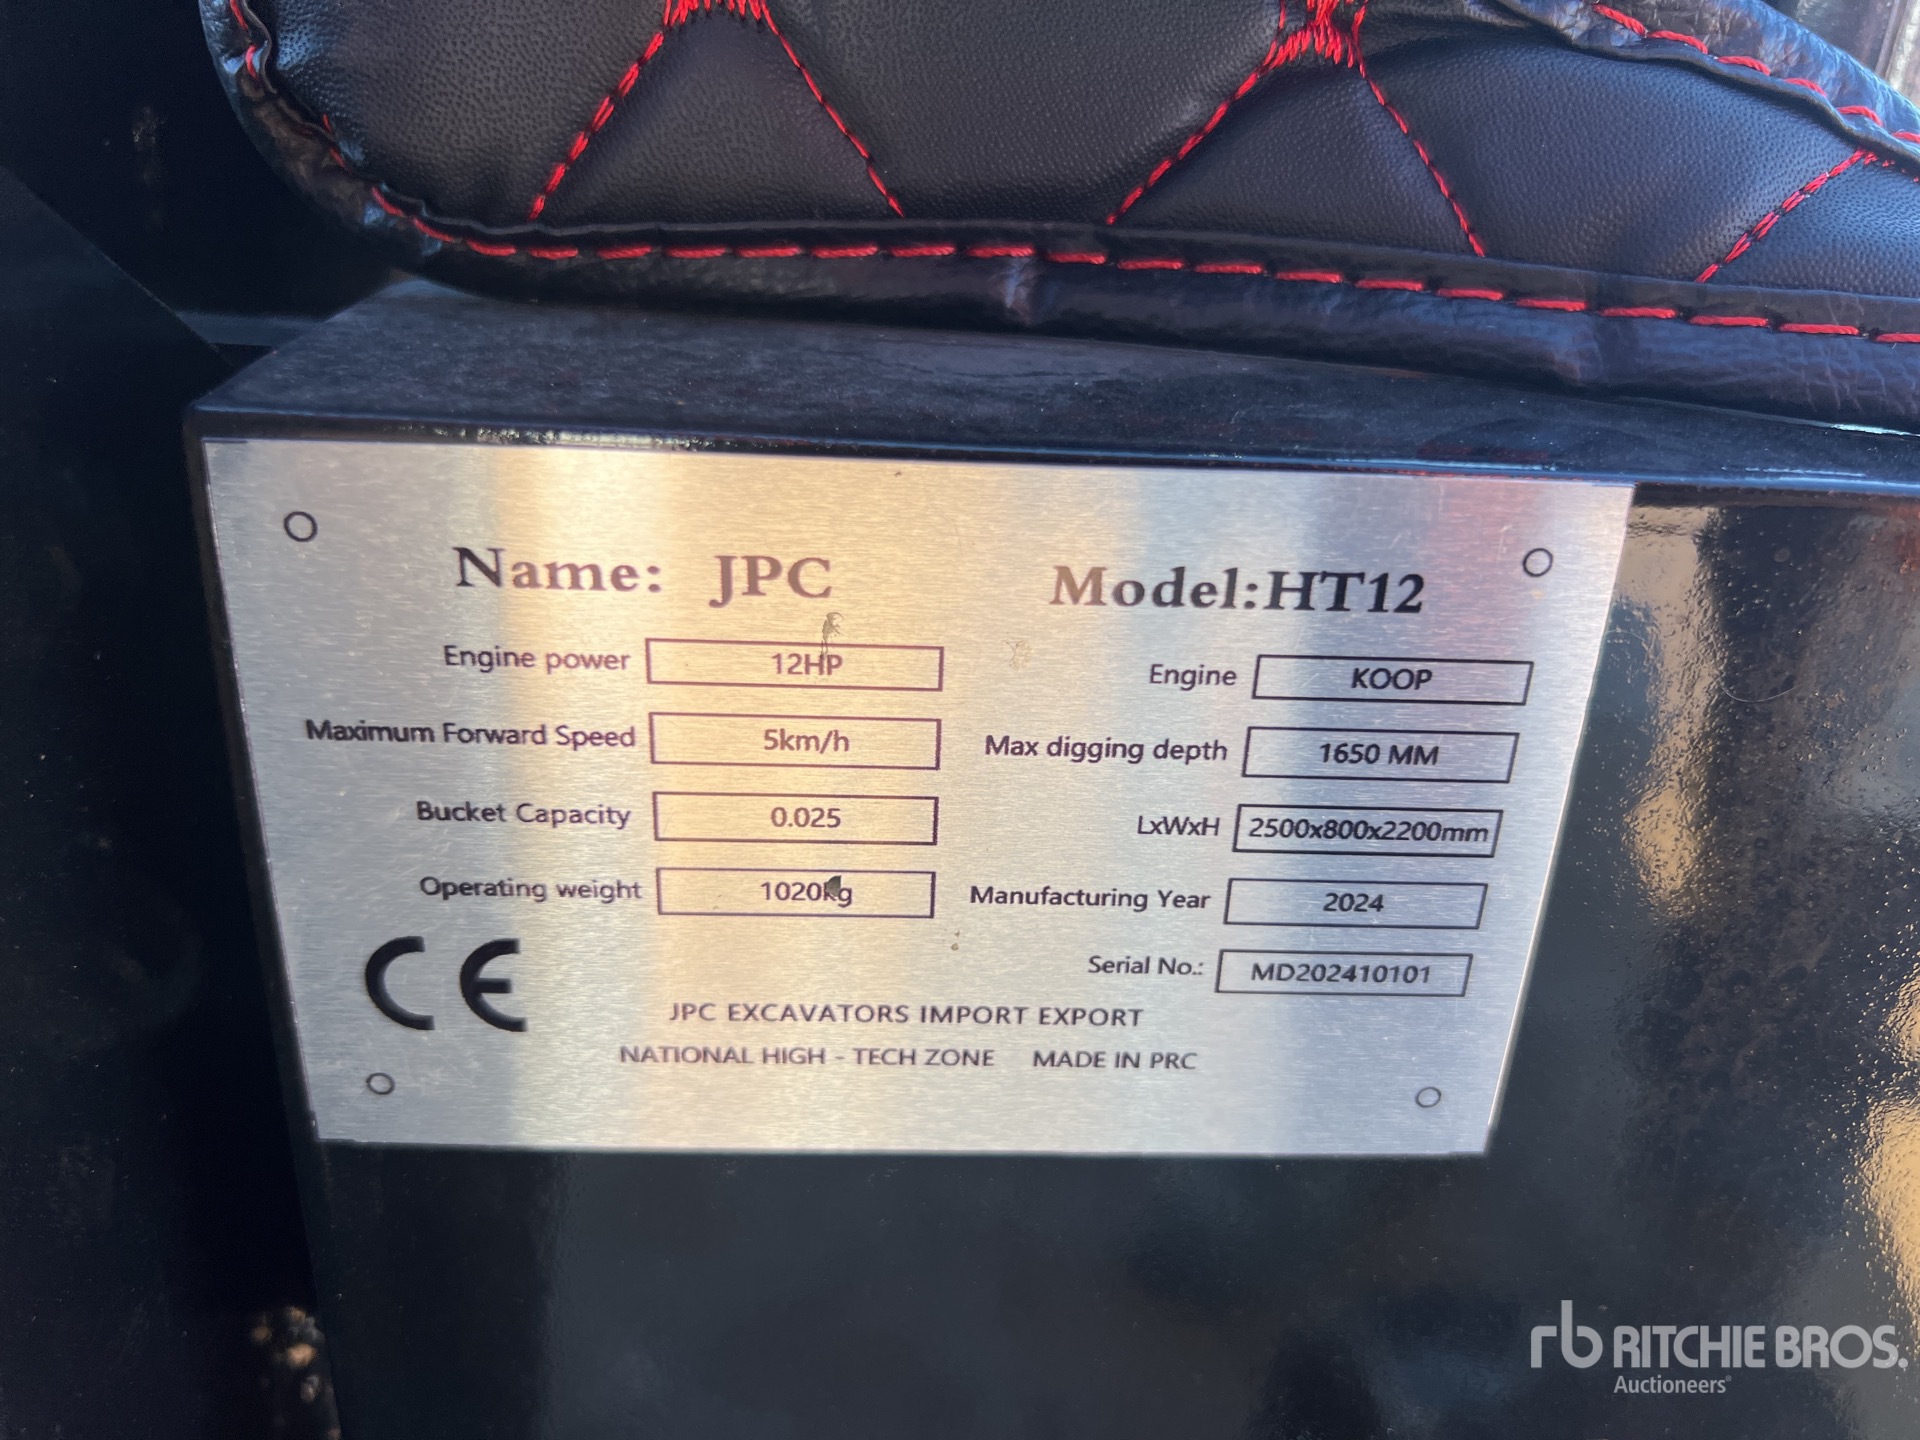 Name: JPC Model:HT12
Engine power 12HP Engine KOOP
Maximum Forward Speed 5km/h Max digging depth 1650 MM
Bucket Capacity 0.025 LxWxH 2500x800x2200mm
Operating weight 1020kg Manufacturing Year 2024
CE Serial No.: MD202410101
JPC EXCAVATORS IMPORT EXPORT
NATIONAL HIGH - TECH ZONE MADE IN PRC
rb RITCHIE BROS.
Auctioneers®